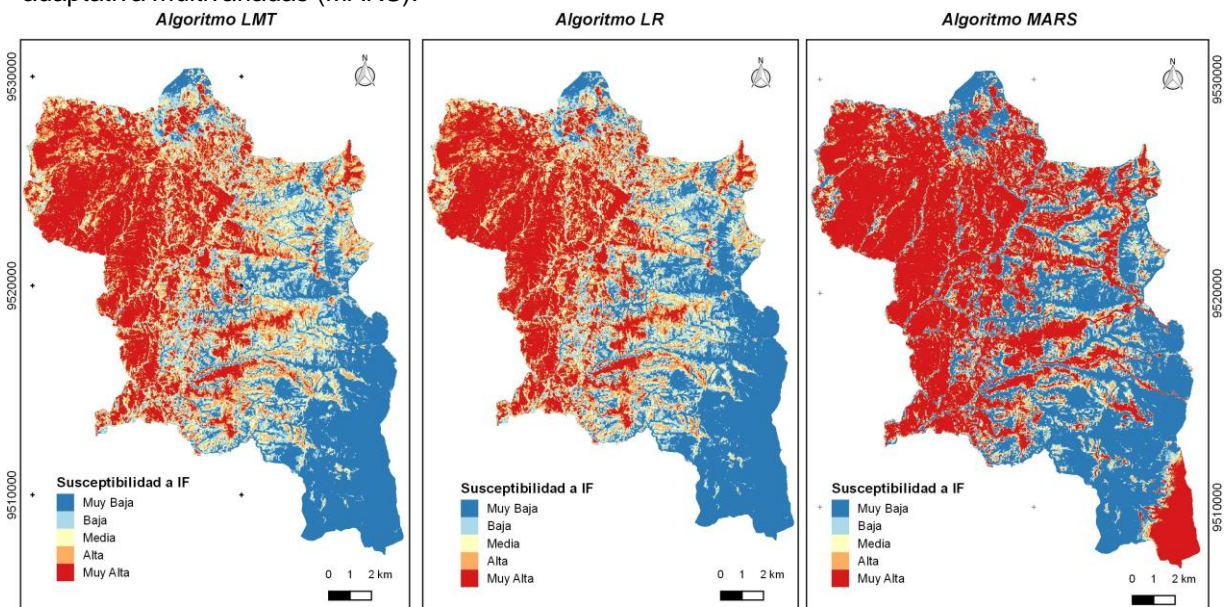 adaptativa multivariadas (MARS).
Algoritmo LMT
Algoritmo LR
Algoritmo MARS
N
N
N
9530000
9520000
9510000
9530000
9520000
9510000
Susceptibilidad a IF
Muy Baja
Baja
Media
Alta
Muy Alta
0 1 2 km
Susceptibilidad a IF
Muy Baja
Baja
Media
Alta
Muy Alta
0 1 2 km
Susceptibilidad a IF
Muy Baja
Baja
Media
Alta
Muy Alta
0 1 2 km